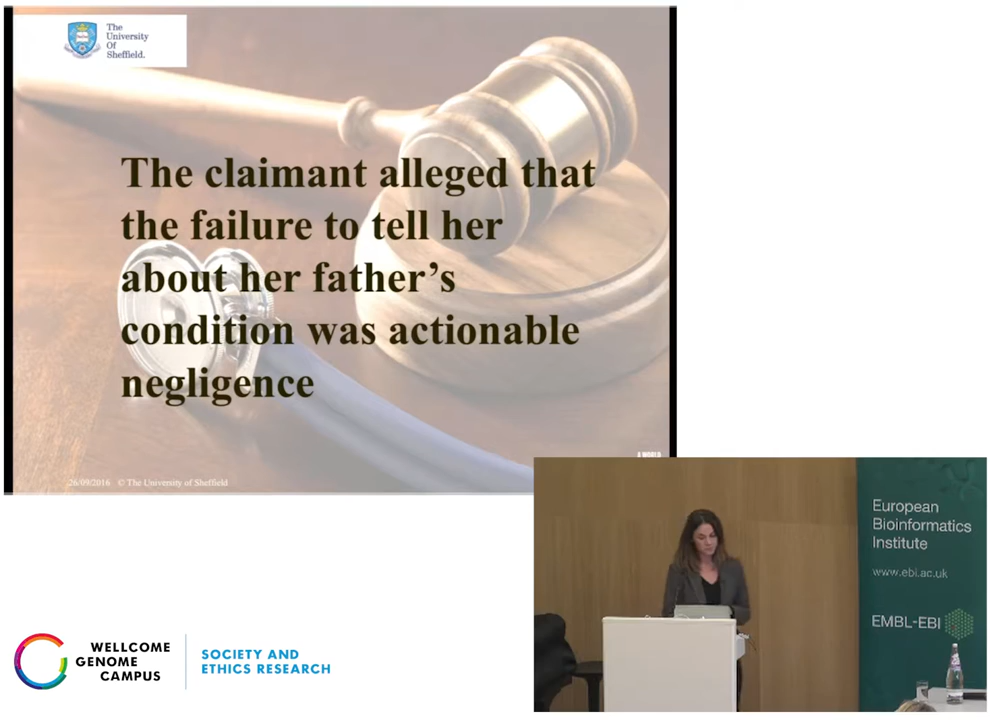 The
University
Of
Sheffield.
The claimant alleged that
the failure to tell her
about her father’s
condition was actionable
negligence
A WORLD
26/09/2016 © The University of Sheffield
European
Bioinformatics
Institute
www.ebi.ac.uk
EMBL-EBI
WELLCOME
GENOME
CAMPUS
SOCIETY AND
ETHICS RESEARCH